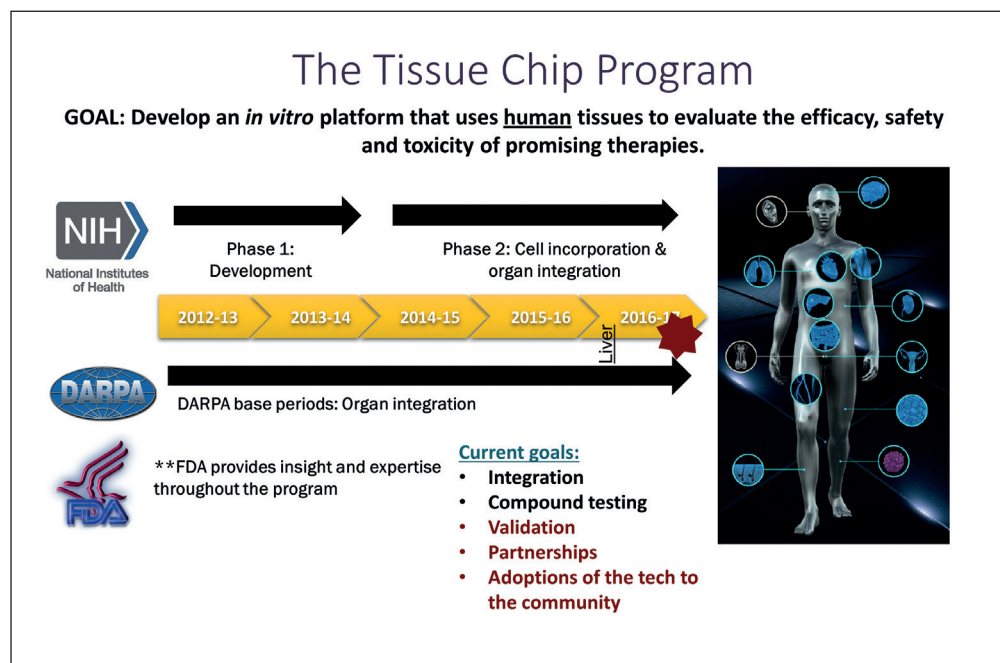 The Tissue Chip Program
GOAL: Develop an in vitro platform that uses human tissues to evaluate the efficacy, safety
and toxicity of promising therapies.
NIH
National Institutes
of Health
Phase 1:
Development
Phase 2: Cell incorporation &
organ integration
2012-13
2013-14
2014-15
2015-16
2016-17
Liver
DARPA
DARPA base periods: Organ integration
FDA
**FDA provides insight and expertise
throughout the program
Current goals:
• Integration
• Compound testing
• Validation
• Partnerships
• Adoptions of the tech to
the community